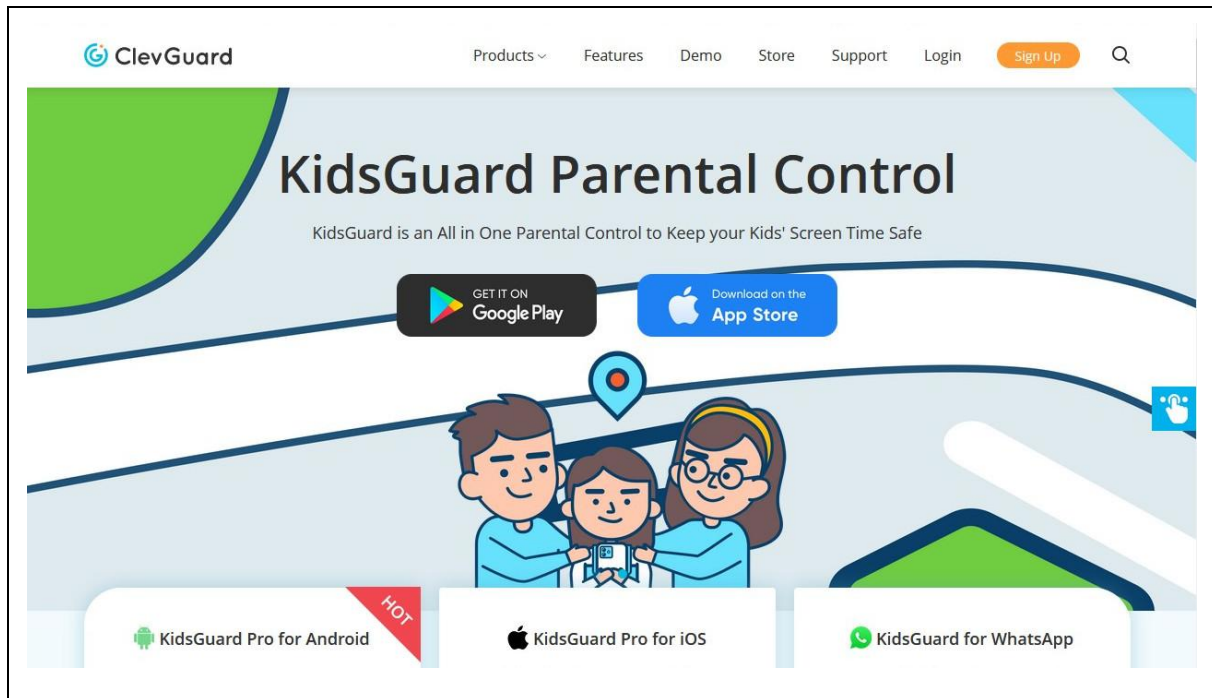 ClevGuard
Products Features Demo Store Support Login Sign Up
KidsGuard Parental Control
KidsGuard is an All in One Parental Control to Keep your Kids' Screen Time Safe
GET IT ON
Google Play
Download on the
App Store
HOT
KidsGuard Pro for Android
KidsGuard Pro for iOS
KidsGuard for WhatsApp